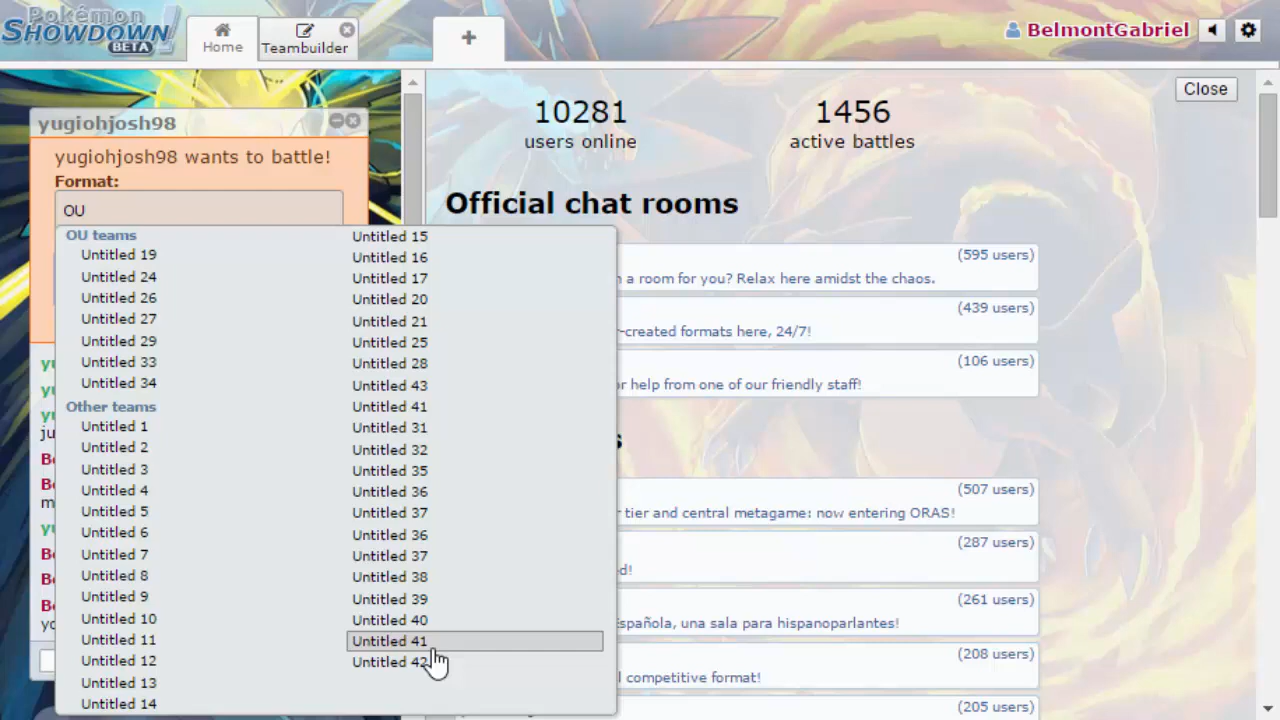 Pokémon
SHOWDOWN!
BETA
Home
Teambuilder
+
BelmontGabriel
yugiohjosh98
yugiohjosh98 wants to battle!
Format:
OU
OU teams
Untitled 19
Untitled 24
Untitled 26
Untitled 27
Untitled 29
Untitled 33
Untitled 34
Other teams
Untitled 1
Untitled 2
Untitled 3
Untitled 4
Untitled 5
Untitled 6
Untitled 7
Untitled 8
Untitled 9
Untitled 10
Untitled 11
Untitled 12
Untitled 13
Untitled 14
Untitled 15
Untitled 16
Untitled 17
Untitled 20
Untitled 21
Untitled 25
Untitled 28
Untitled 43
Untitled 41
Untitled 31
Untitled 32
Untitled 35
Untitled 36
Untitled 37
Untitled 36
Untitled 37
Untitled 38
Untitled 39
Untitled 40
Untitled 41
Untitled 42
Close
10281 1456
users online active battles
Official chat rooms
(595 users)
a room for you? Relax here amidst the chaos.
(439 users)
-created formats here, 24/7!
(106 users)
or help from one of our friendly staff!
(507 users)
tier and central metagame: now entering ORAS!
(287 users)
ed!
(261 users)
Española, una sala para hispanoparlantes!
(208 users)
competitive format!
(205 users)